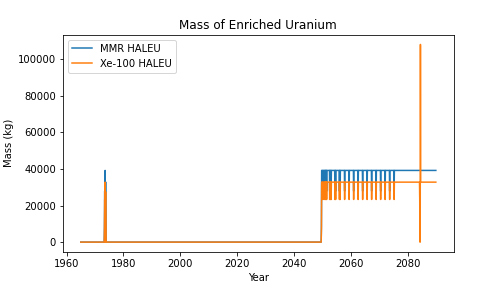 Mass of Enriched Uranium
MMR HALEU
Xe-100 HALEU
Mass (kg)
100000
80000
60000
40000
20000
0
1960 1980 2000 2020 2040 2060 2080
Year